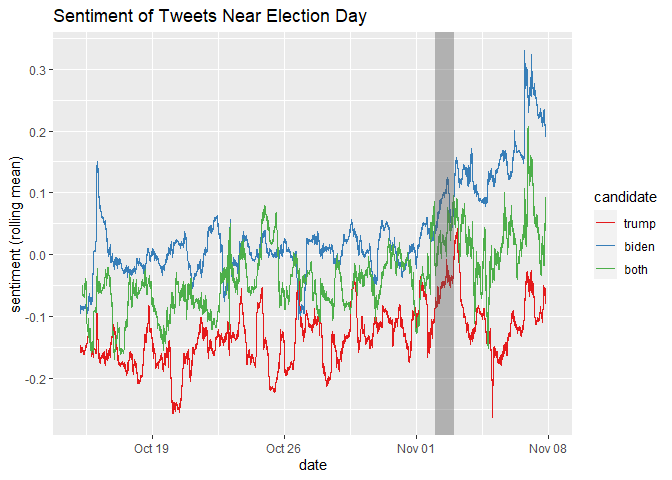 Sentiment of Tweets Near Election Day
sentiment (rolling mean)
0.3
0.2
0.1
0.0
-0.1
-0.2
Oct 19
Oct 26
Nov 01
Nov 08
date
candidate
trump
biden
both